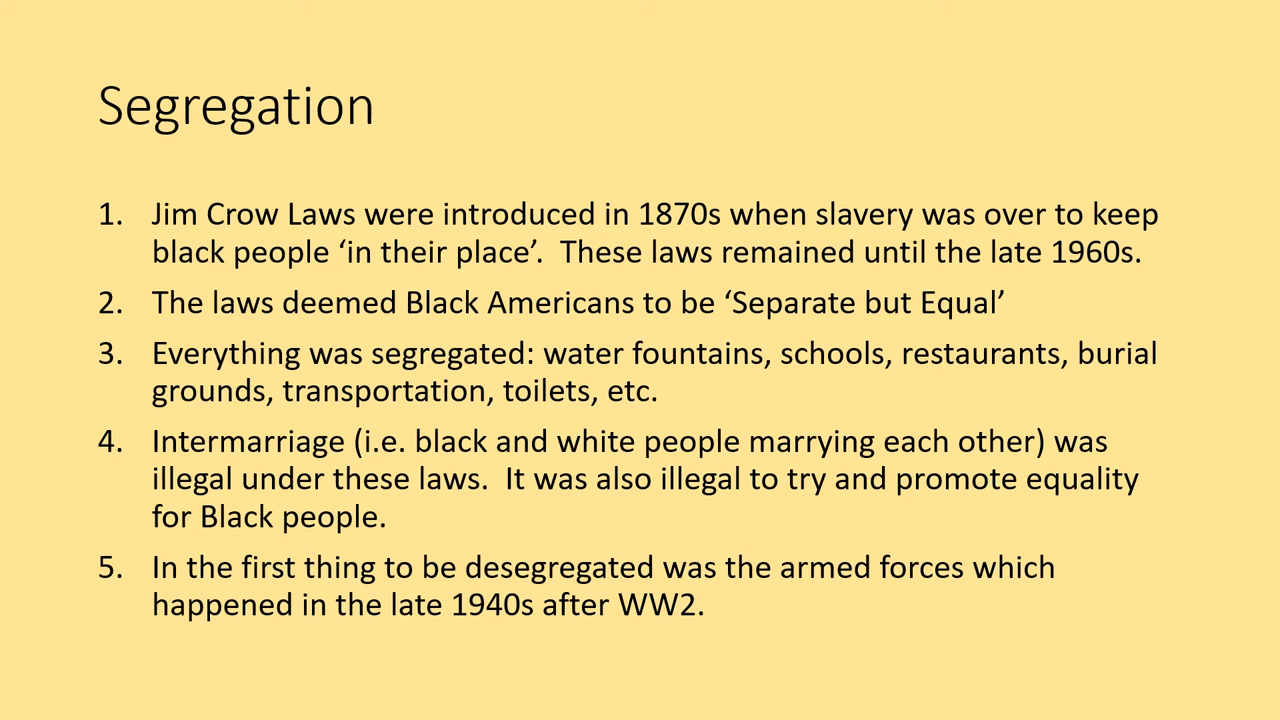 Segregation
1. Jim Crow Laws were introduced in 1870s when slavery was over to keep
black people ‘in their place’.  These laws remained until the late 1960s.
2. The laws deemed Black Americans to be ‘Separate but Equal’
3. Everything was segregated: water fountains, schools, restaurants, burial
grounds, transportation, toilets, etc.
4. Intermarriage (i.e. black and white people marrying each other) was
illegal under these laws.  It was also illegal to try and promote equality
for Black people.
5. In the first thing to be desegregated was the armed forces which
happened in the late 1940s after WW2.